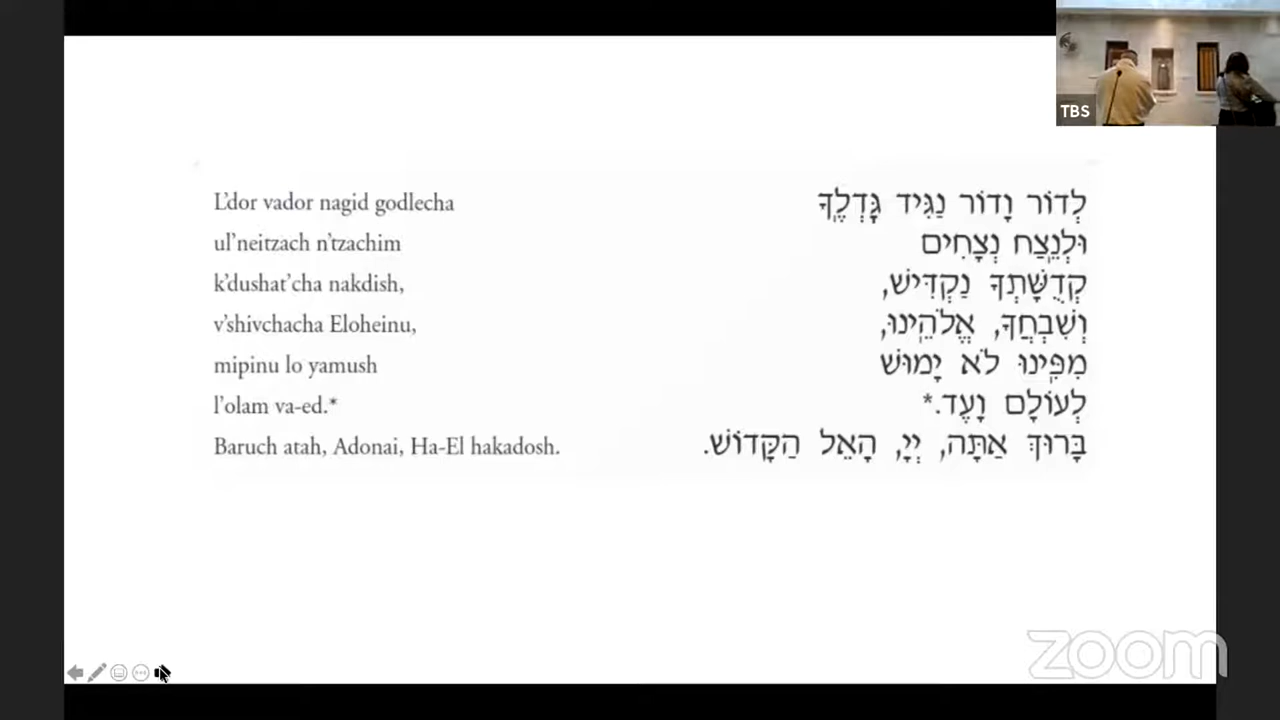 L'dor vador nagid godlecha
ul'neitzach n'tzachim
k'dushat'cha nakdish,
v'shivchacha Eloheinu,
mipinu lo yamush
l'olam va-ed.*
Baruch atah, Adonai, Ha-El hakadosh.
לְדוֹר וָדוֹר נַגִּיד גָּדְלֶֽךָ
וּלְנֵֽצַח נְצָחִים
קְדֻשָּׁתְךָ נַקְדִּישׁ,
וְשִׁבְחֲךָ, אֱלֹהֵֽינוּ,
מִפִּֽינוּ לֹא יָמוּשׁ
לְעוֹלָם וָעֶד.*
בָּרוּךְ אַתָּה, יְיָ, הָאֵל הַקָּדוֹשׁ.
TBS
zoom